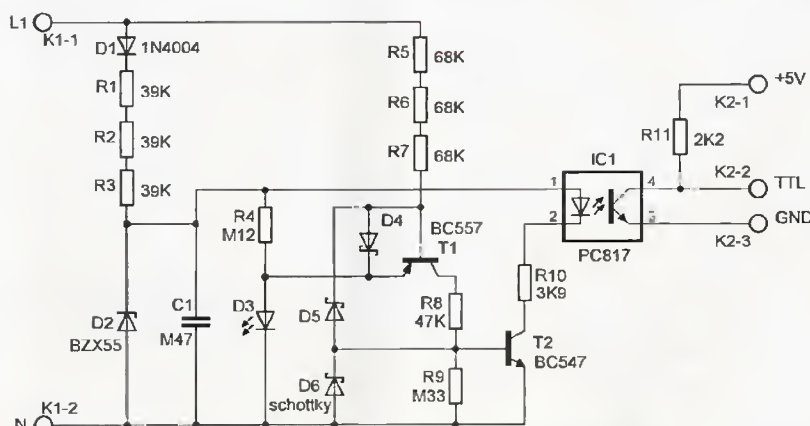 L1
K1-1
D1
1N4004
R1
39K
R2
39K
R3
39K
R5
68K
R6
68K
R7
68K
+5V
K2-1
R11
2K2
IC1
K2-2
TTL
1
4
2
GND
K2-3
PC817
R4
M12
D4
BC557
T1
R10
3K9
D2
BZX55
C1
M47
D3
D5
R8
47K
T2
BC547
D6
schottky
R9
M33
N
K1-2